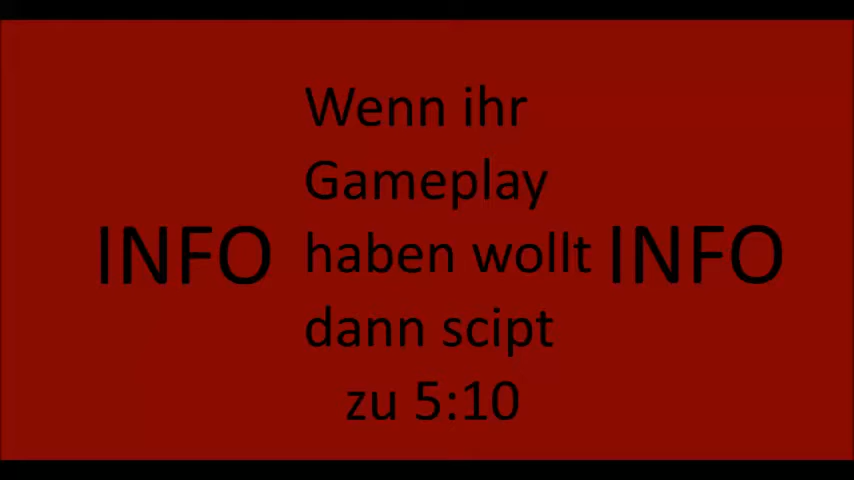 Wenn ihr
Gameplay
INFO haben wollt INFO
dann scipt
zu 5:10